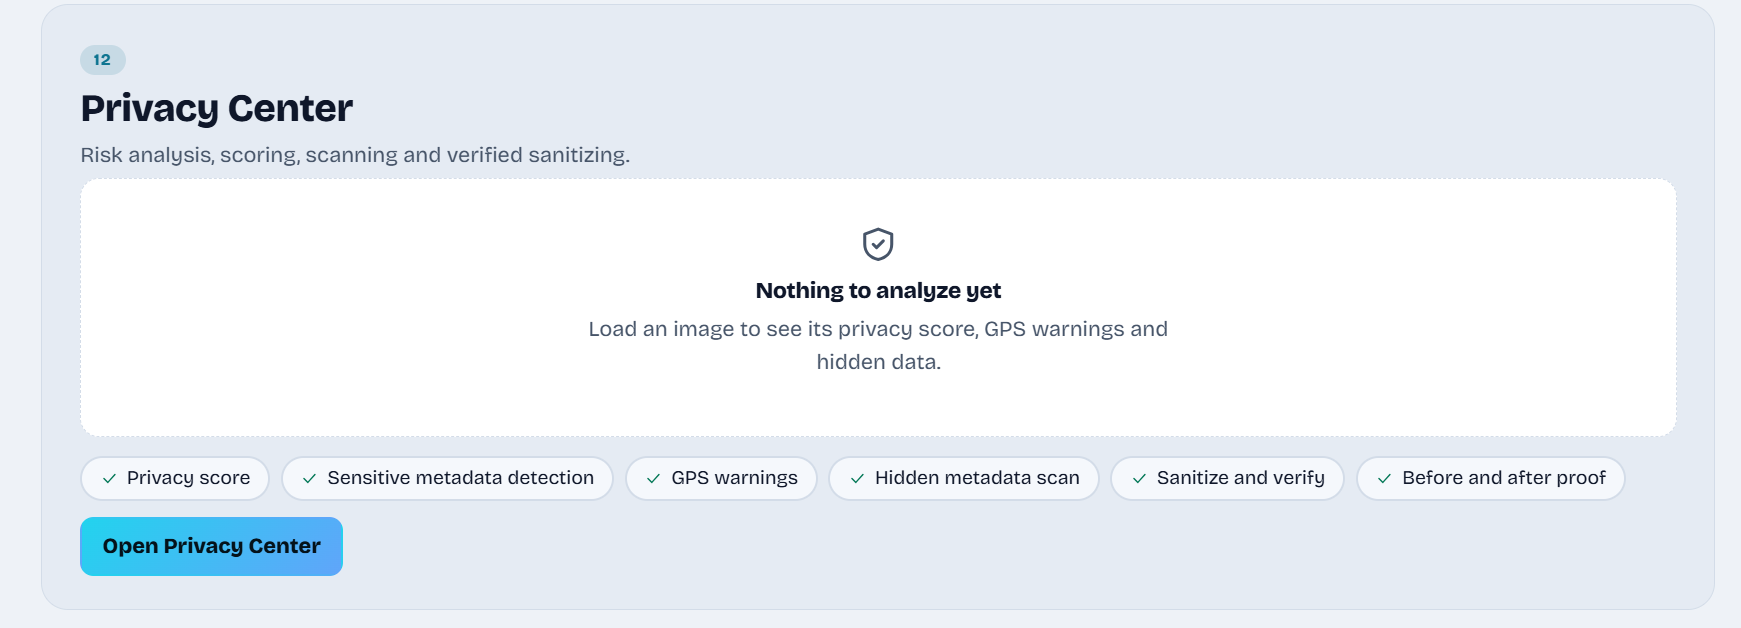 12
Privacy Center
Risk analysis, scoring, scanning and verified sanitizing.
Nothing to analyze yet
Load an image to see its privacy score, GPS warnings and
hidden data.
Privacy score
Sensitive metadata detection
GPS warnings
Hidden metadata scan
Sanitize and verify
Before and after proof
Open Privacy Center